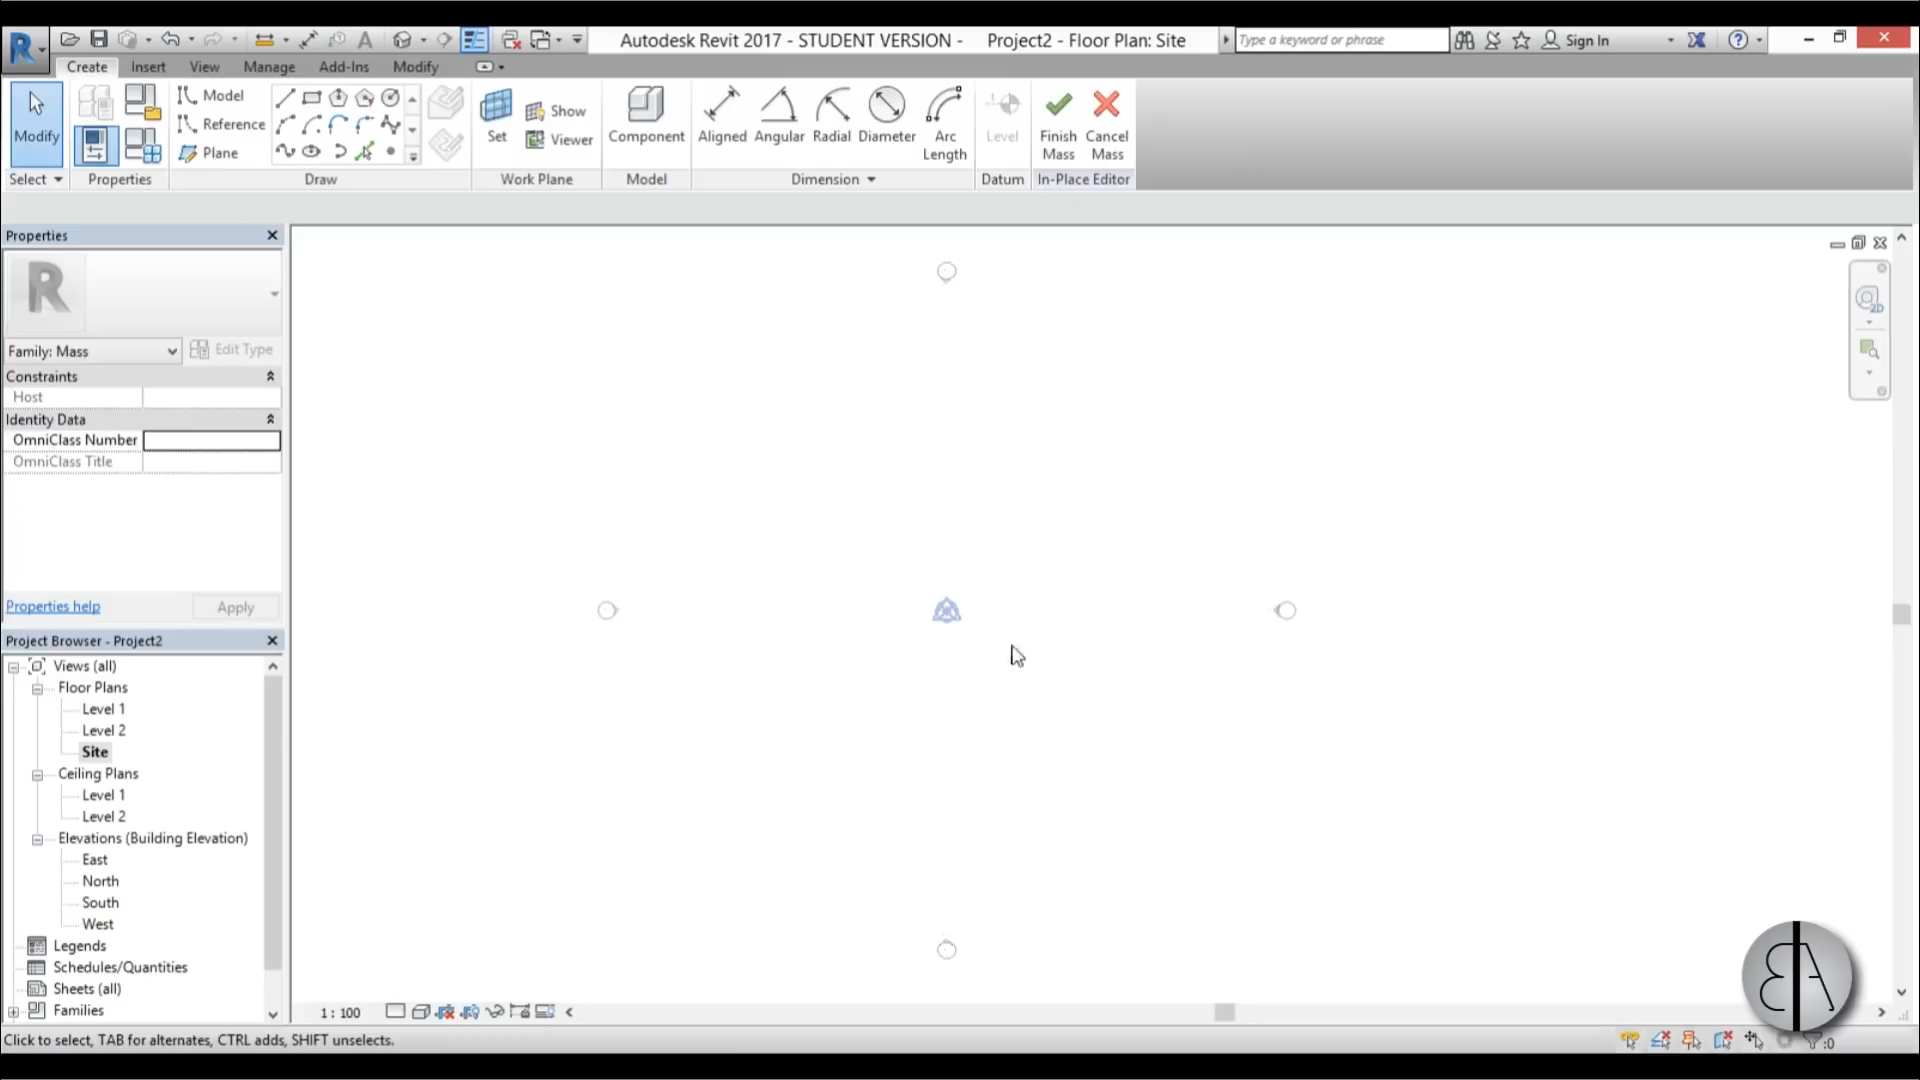 Autodesk Revit 2017 - STUDENT VERSION - Project2 - Floor Plan: Site
Type a keyword or phrase
Sign In
Create Insert View Manage Add-Ins Modify
Modify
Model
Reference
Plane
Set
Show
Viewer
Component
Aligned
Angular
Radial
Diameter
Arc
Length
Level
Finish
Mass
Cancel
Mass
Select Properties Draw Work Plane Model Dimension Datum In-Place Editor
Properties
R
Family: Mass
Edit Type
Constraints
Host
Identity Data
OmniClass Number
OmniClass Title
Properties help
Apply
2D
Project Browser - Project2
Views (all)
Floor Plans
Level 1
Level 2
Site
Ceiling Plans
Level 1
Level 2
Elevations (Building Elevation)
East
North
South
West
Legends
Schedules/Quantities
Sheets (all)
Families
1 : 100
Click to select, TAB for alternates, CTRL adds, SHIFT unselects.
:0